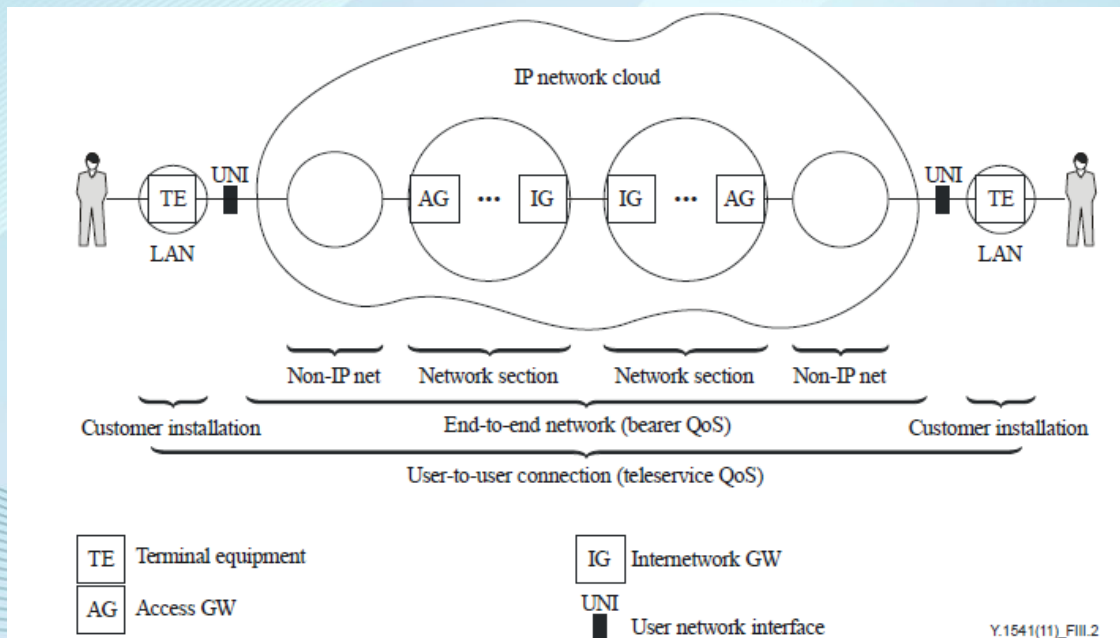 IP network cloud
UNI
UNI
TE
AG
•••
IG
IG
•••
AG
TE
LAN
LAN
Non-IP net
Network section
Network section
Non-IP net
Customer installation
End-to-end network (bearer QoS)
Customer installation
User-to-user connection (teleservice QoS)
TE
Terminal equipment
IG
Internetwork GW
AG
Access GW
UNI
User network interface
Y.1541(11)_FIII.2